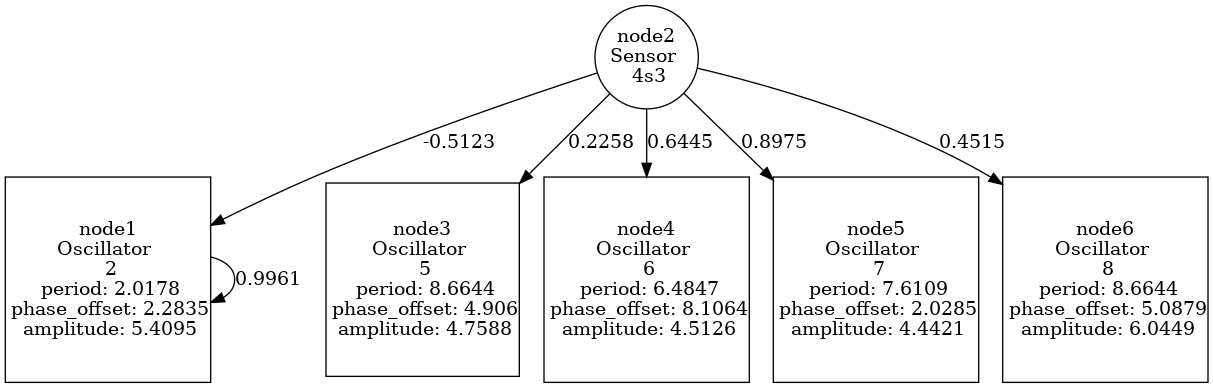 node2
Sensor
4s3
-0.5123
0.2258
0.6445
0.8975
0.4515
node1
Oscillator
2
period: 2.0178
phase_offset: 2.2835
amplitude: 5.4095
0.9961
node3
Oscillator
5
period: 8.6644
phase_offset: 4.906
amplitude: 4.7588
node4
Oscillator
6
period: 6.4847
phase_offset: 8.1064
amplitude: 4.5126
node5
Oscillator
7
period: 7.6109
phase_offset: 2.0285
amplitude: 4.4421
node6
Oscillator
8
period: 8.6644
phase_offset: 5.0879
amplitude: 6.0449